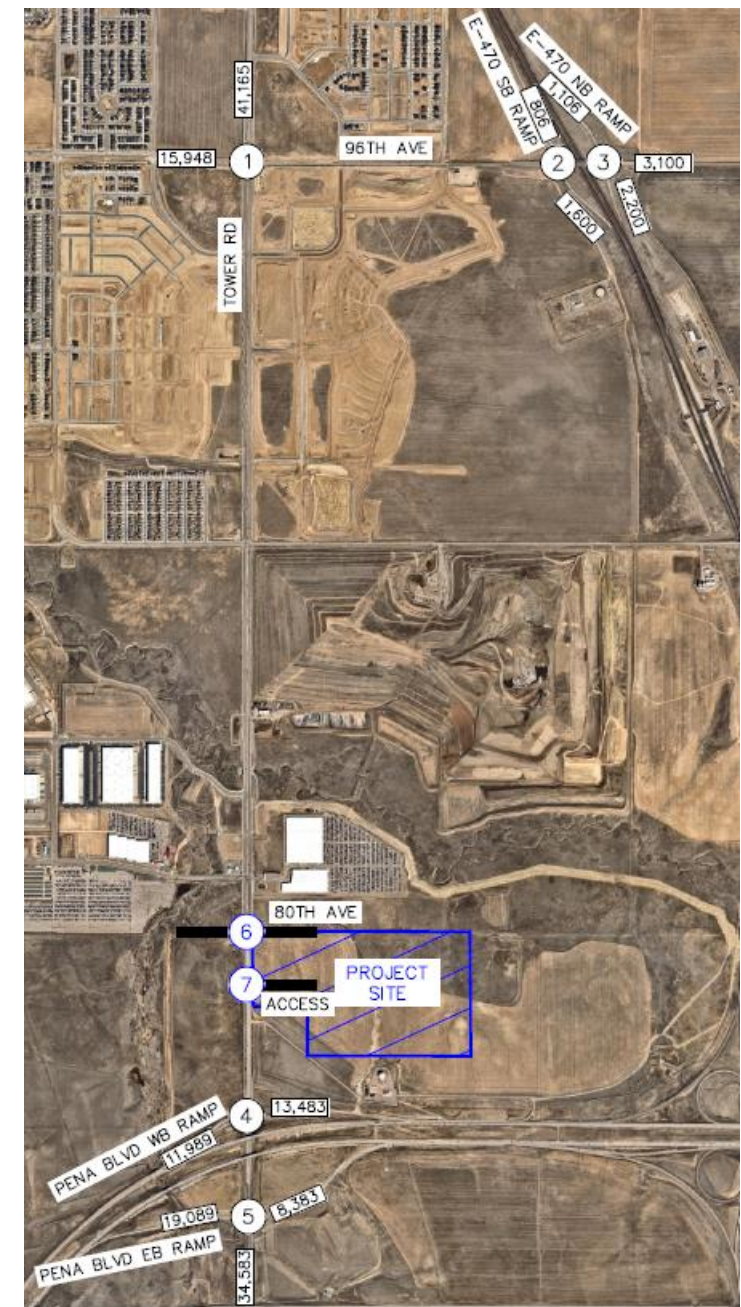 E-470 NB RAMP
E-470 SB RAMP
41,165
1,106
806
96TH AVE
15,948
1
2
3
3,100
2,200
1,600
TOWER RD
80TH AVE
6
PROJECT
SITE
7
ACCESS
13,483
4
PENA BLVD WB RAMP
11,989
8,383
19,089
5
PENA BLVD EB RAMP
34,583